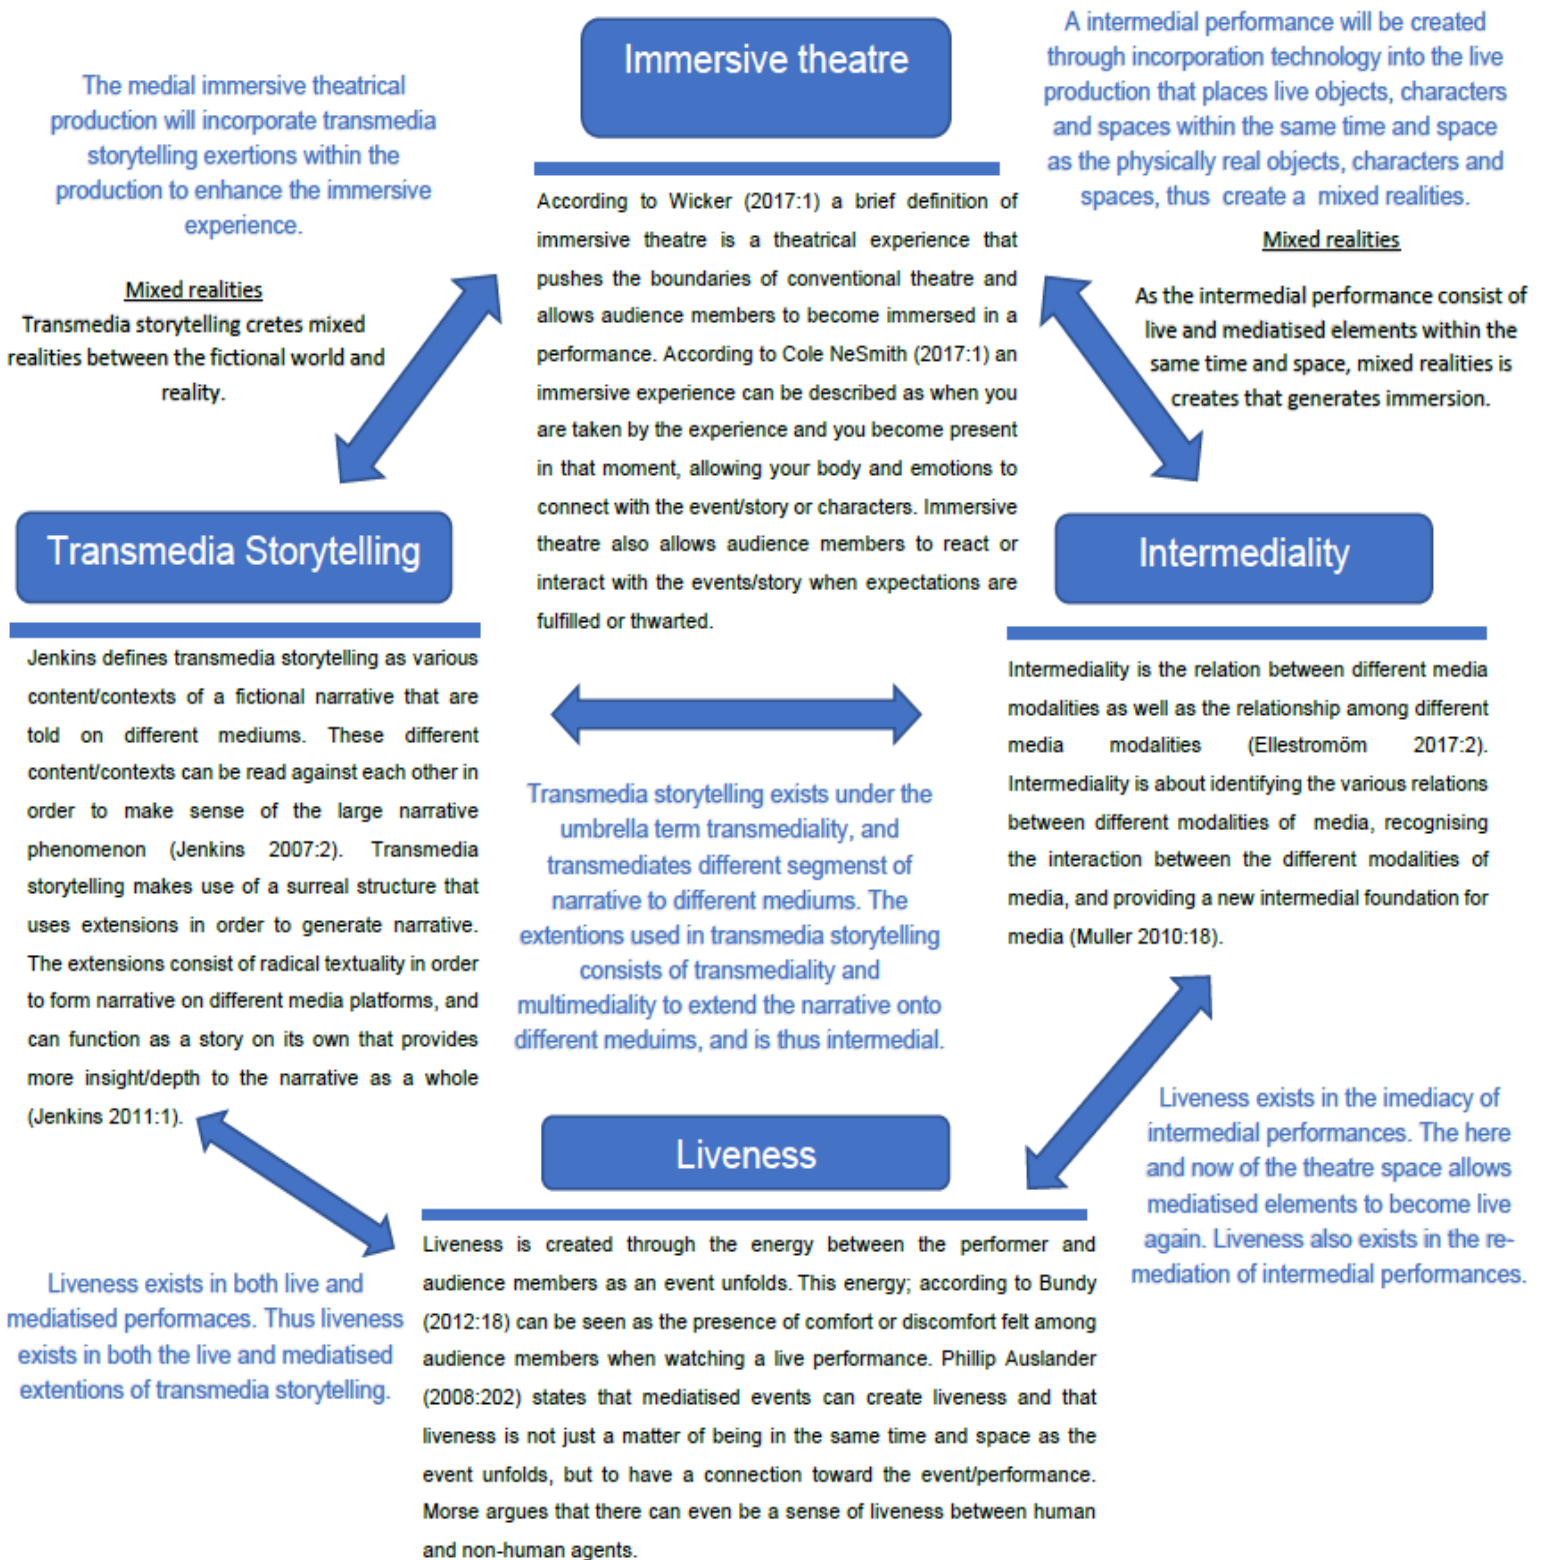 Immersive theatre
The medial immersive theatrical
production will incorporate transmedia
storytelling exertions within the
production to enhance the immersive
experience.
Mixed realities
Transmedia storytelling cretes mixed
realities between the fictional world and
reality.
According to Wicker (2017:1) a brief definition of
immersive theatre is a theatrical experience that
pushes the boundaries of conventional theatre and
allows audience members to become immersed in a
performance. According to Cole NeSmith (2017:1) an
immersive experience can be described as when you
are taken by the experience and you become present
in that moment, allowing your body and emotions to
connect with the event/story or characters. Immersive
theatre also allows audience members to react or
interact with the events/story when expectations are
fulfilled or thwarted.
A intermedial performance will be created
through incorporation technology into the live
production that places live objects, characters
and spaces within the same time and space
as the physically real objects, characters and
spaces, thus create a mixed realities.
Mixed realities
As the intermedial performance consist of
live and mediatised elements within the
same time and space, mixed realities is
creates that generates immersion.
Transmedia Storytelling
Jenkins defines transmedia storytelling as various
content/contexts of a fictional narrative that are
told on different mediums. These different
content/contexts can be read against each other in
order to make sense of the large narrative
phenomenon (Jenkins 2007:2). Transmedia
storytelling makes use of a surreal structure that
uses extensions in order to generate narrative.
The extensions consist of radical textuality in order
to form narrative on different media platforms, and
can function as a story on its own that provides
more insight/depth to the narrative as a whole
(Jenkins 2011:1).
Transmedia storytelling exists under the
umbrella term transmediality, and
transmediates different segmenst of
narrative to different mediums. The
extentions used in transmedia storytelling
consists of transmediality and
multimediality to extend the narrative onto
different meduims, and is thus intermedial.
Intermediality
Intermediality is the relation between different media
modalities as well as the relationship among different
media modalities (Ellestromöm 2017:2).
Intermediality is about identifying the various relations
between different modalities of media, recognising
the interaction between the different modalities of
media, and providing a new intermedial foundation for
media (Muller 2010:18).
Liveness exists in both live and
mediatised performaces. Thus liveness
exists in both the live and mediatised
extentions of transmedia storytelling.
Liveness
Liveness is created through the energy between the performer and
audience members as an event unfolds. This energy; according to Bundy
(2012:18) can be seen as the presence of comfort or discomfort felt among
audience members when watching a live performance. Phillip Auslander
(2008:202) states that mediatised events can create liveness and that
liveness is not just a matter of being in the same time and space as the
event unfolds, but to have a connection toward the event/performance.
Morse argues that there can even be a sense of liveness between human
and non-human agents.
Liveness exists in the imediacy of
intermedial performances. The here
and now of the theatre space allows
mediatised elements to become live
again. Liveness also exists in the re-
mediation of intermedial performances.